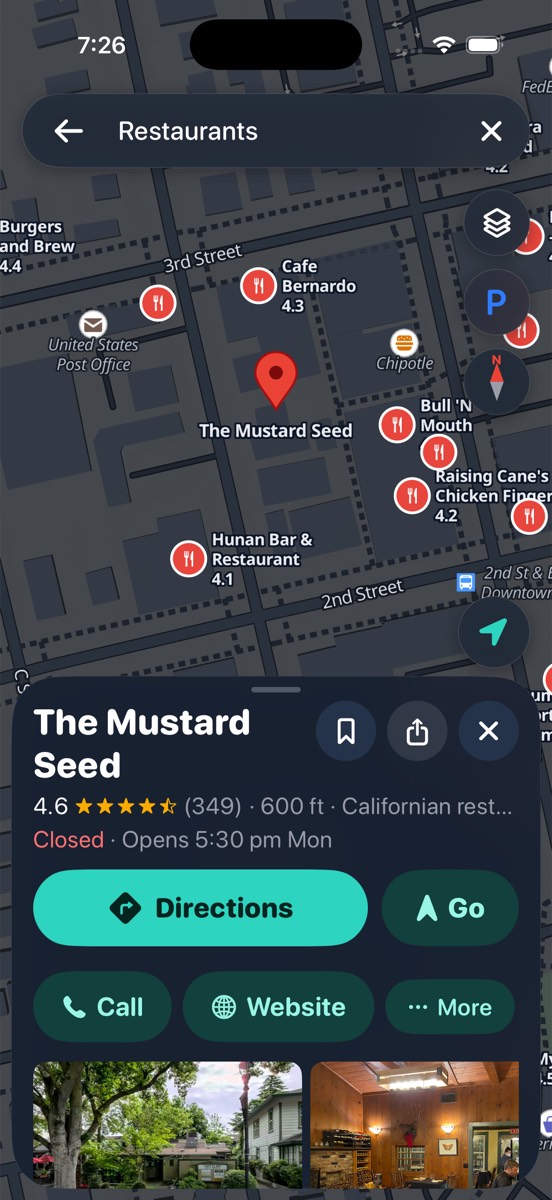 7:26
FedE
Restaurants
4.2
Burgers
and Brew
4.4
3rd Street
Cafe
Bernardo
4.3
United States
Post Office
P
Chipotle
N
The Mustard Seed
Bull 'N
Mouth
Raising Cane's
Chicken Finger
4.2
Hunan Bar &
Restaurant
4.1
2nd St & E
Downtown
2nd Street
C S
The Mustard
Seed
4.6 (349) · 600 ft · Californian rest...
Closed · Opens 5:30 pm Mon
Directions
Go
Call
Website
More